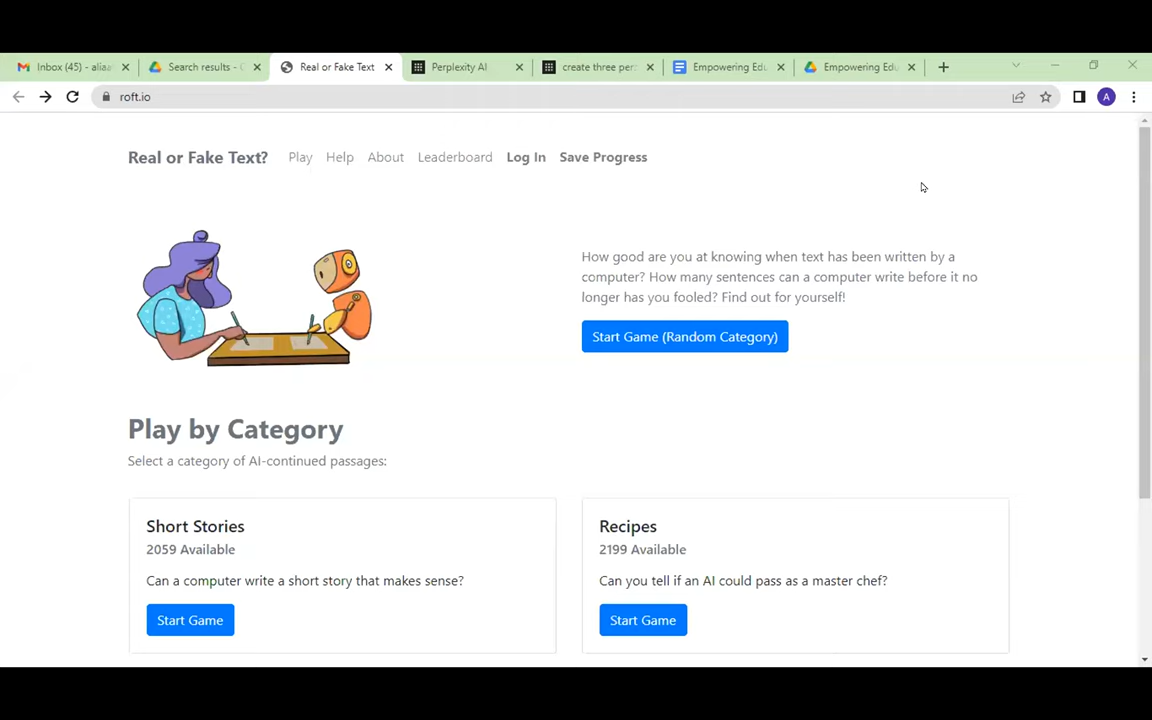 Inbox (45) - aliaa
Search results -
Real or Fake Text
Perplexity AI
create three per
Empowering Edu
Empowering Edu
roft.io
A
Real or Fake Text?
Play
Help
About
Leaderboard
Log In
Save Progress
How good are you at knowing when text has been written by a
computer? How many sentences can a computer write before it no
longer has you fooled? Find out for yourself!
Start Game (Random Category)
Play by Category
Select a category of AI-continued passages:
Short Stories
2059 Available
Can a computer write a short story that makes sense?
Start Game
Recipes
2199 Available
Can you tell if an AI could pass as a master chef?
Start Game